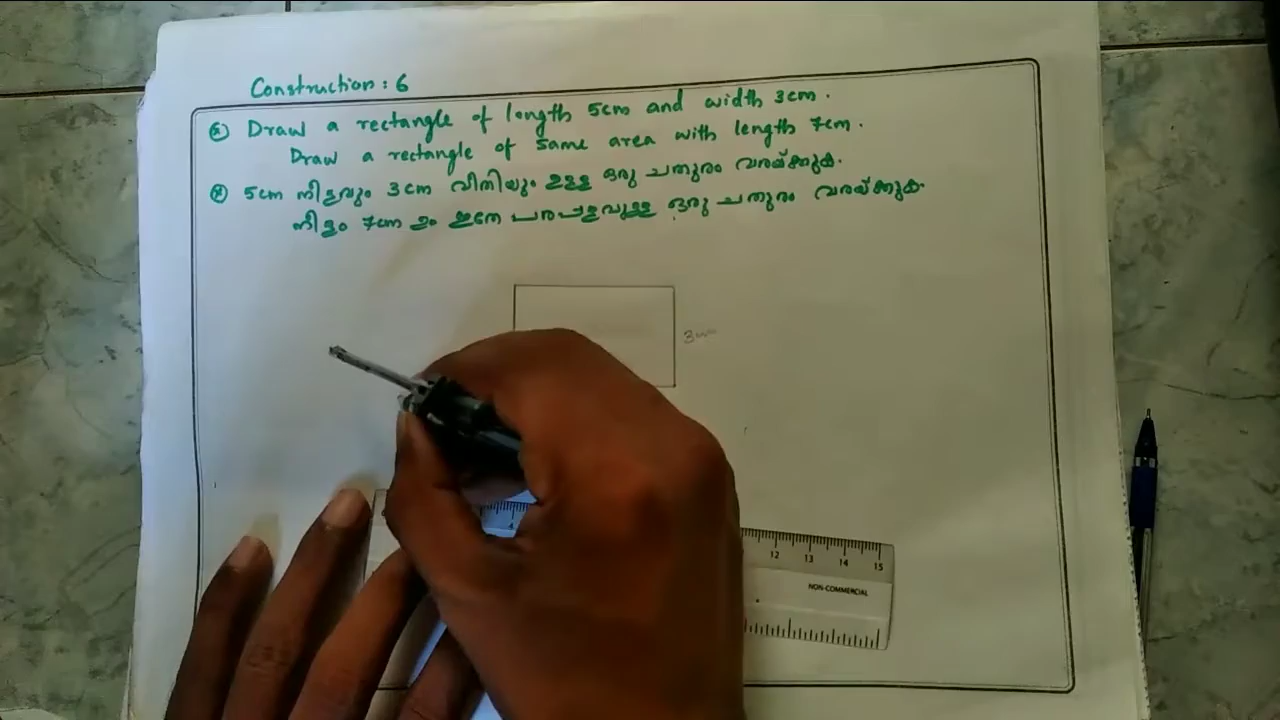 Construction : 6
Draw a rectangle of length 5cm and width 3cm.
Draw a rectangle of same area with length 7cm.
5cm നീളവും 3cm വീതിയും ഉള്ള ഒരു ചതുരം വരയ്ക്കുക.
നീളം 7cm ഉം ഇതേ പരപ്പളവുള്ള ഒരു ചതുരം വരയ്ക്കുക.
3cm
4
12 13 14 15
NON-COMMERCIAL